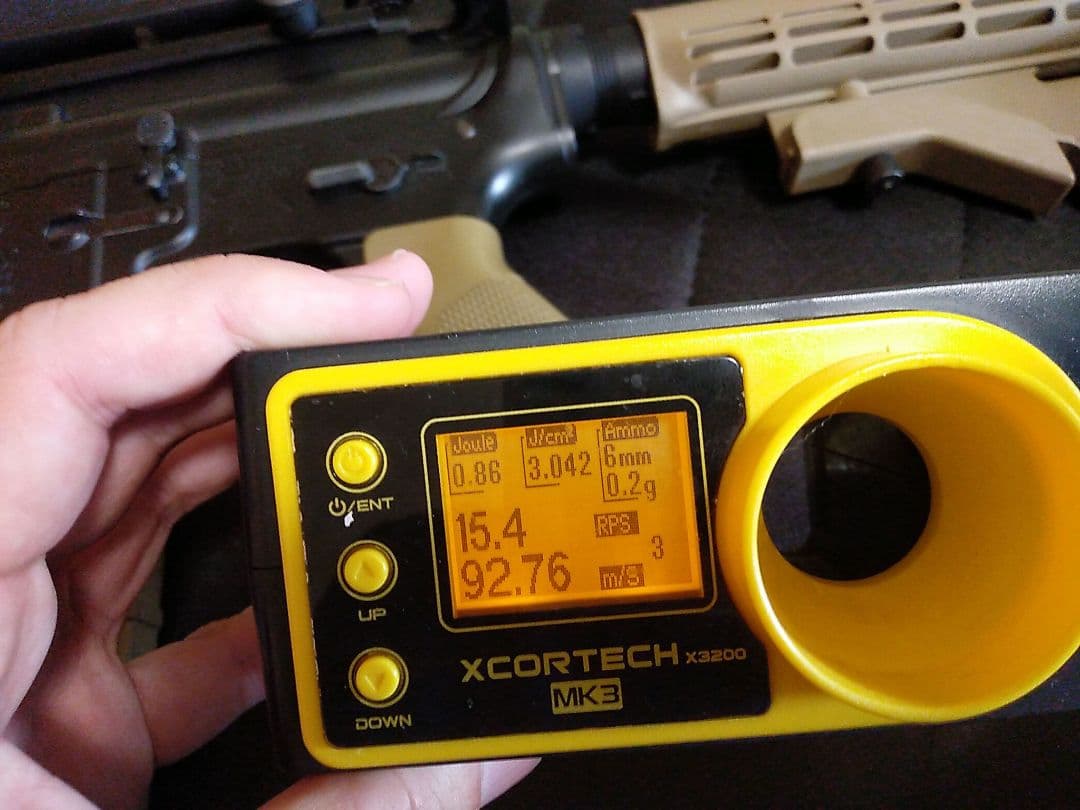 Joule J/cm² Ammo
0.86 3.042 6mm
0.2g
15.4 RPS
3
92.76 m/S
⏻/ENT
UP
DOWN
XCORTECH X3200
MK3